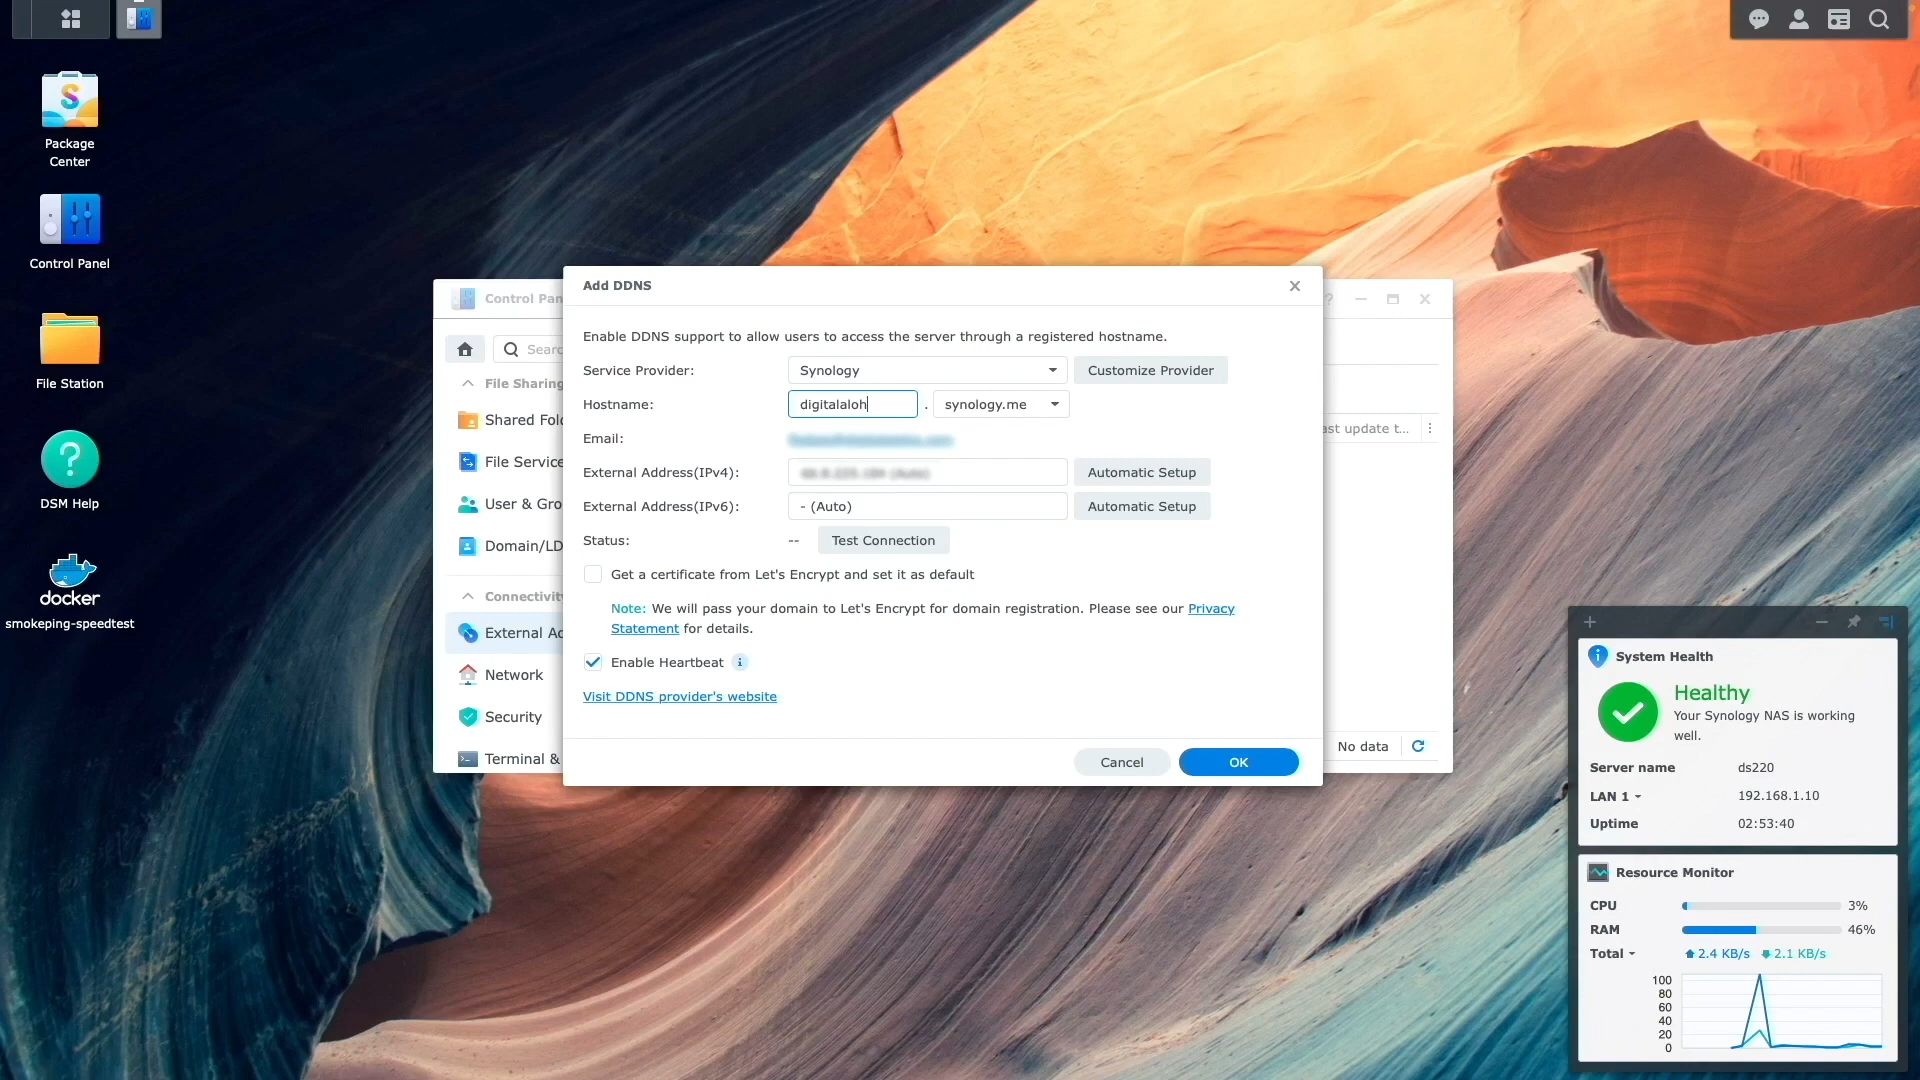 Package
Center
Control Panel
File Station
DSM Help
docker
smokeping-speedtest
Control Pan
Searc
File Sharing
Shared Fol
File Service
User & Gro
Domain/LD
Connectivity
External Ac
Network
Security
Terminal &
Add DDNS
Enable DDNS support to allow users to access the server through a registered hostname.
Service Provider: Synology Customize Provider
Hostname: digitalaloh . synology.me
Email:
External Address(IPv4): Automatic Setup
External Address(IPv6): - (Auto) Automatic Setup
Status: -- Test Connection
Get a certificate from Let's Encrypt and set it as default
Note: We will pass your domain to Let's Encrypt for domain registration. Please see our Privacy
Statement for details.
Enable Heartbeat
Visit DDNS provider's website
Cancel OK
ast update t...
No data
System Health
Healthy
Your Synology NAS is working
well.
Server name ds220
LAN 1 192.168.1.10
Uptime 02:53:40
Resource Monitor
CPU 3%
RAM 46%
Total 2.4 KB/s 2.1 KB/s
100
80
60
40
20
0